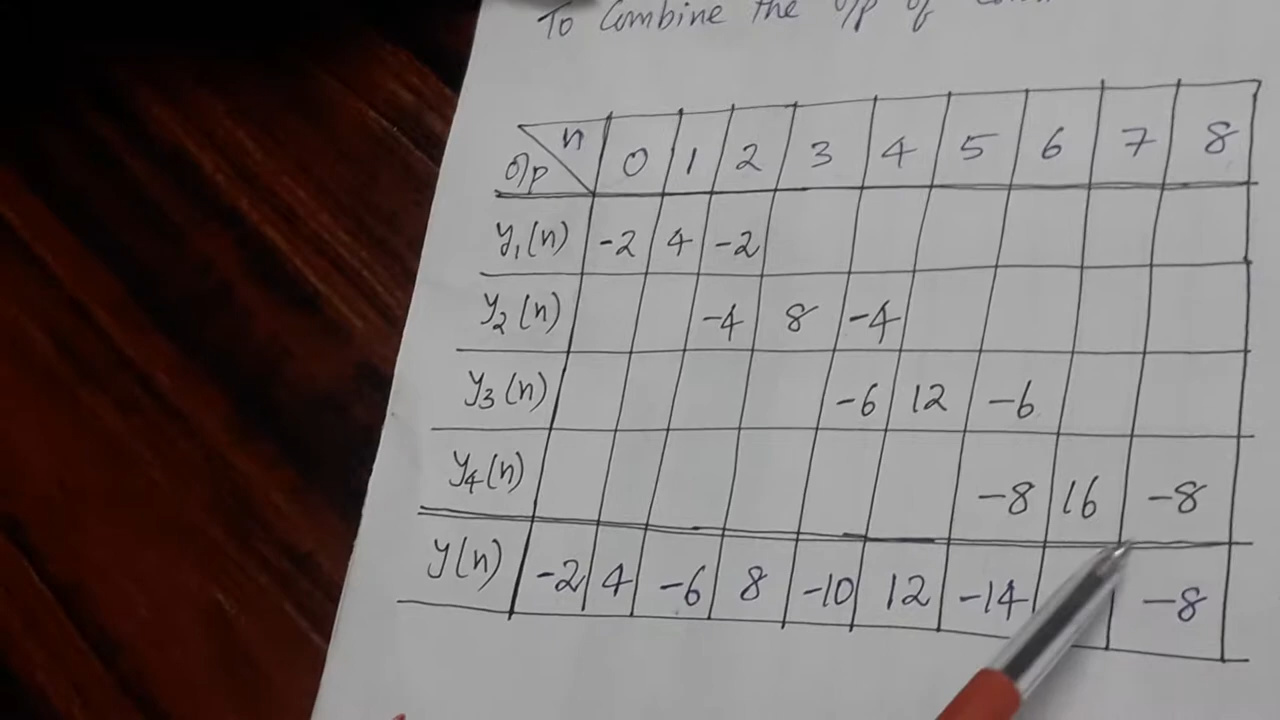 To Combine the o/p of
n
o/p 0 1 2 3 4 5 6 7 8
y1(n) -2 4 -2
y2(n) -4 8 -4
y3(n) -6 12 -6
y4(n) -8 16 -8
y(n) -2 4 -6 8 -10 12 -14 -8